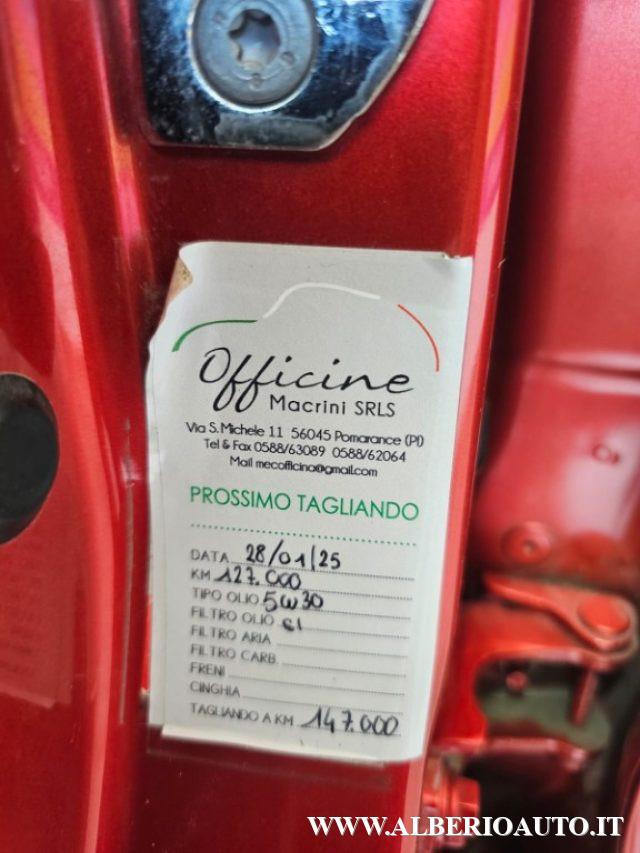 Officine
Macrini SRLS
Via S. Michele 11 56045 Pomarance (PI)
Tel & Fax 0588/63089 0588/62064
Mail mecofficina@gmail.com
PROSSIMO TAGLIANDO
DATA 28/01/25
KM 127.000
TIPO OLIO 5W30
FILTRO OLIO SI
FILTRO ARIA
FILTRO CARB.
FRENI
CINGHIA
TAGLIANDO A KM 147.000
WWW.ALBERIOAUTO.IT